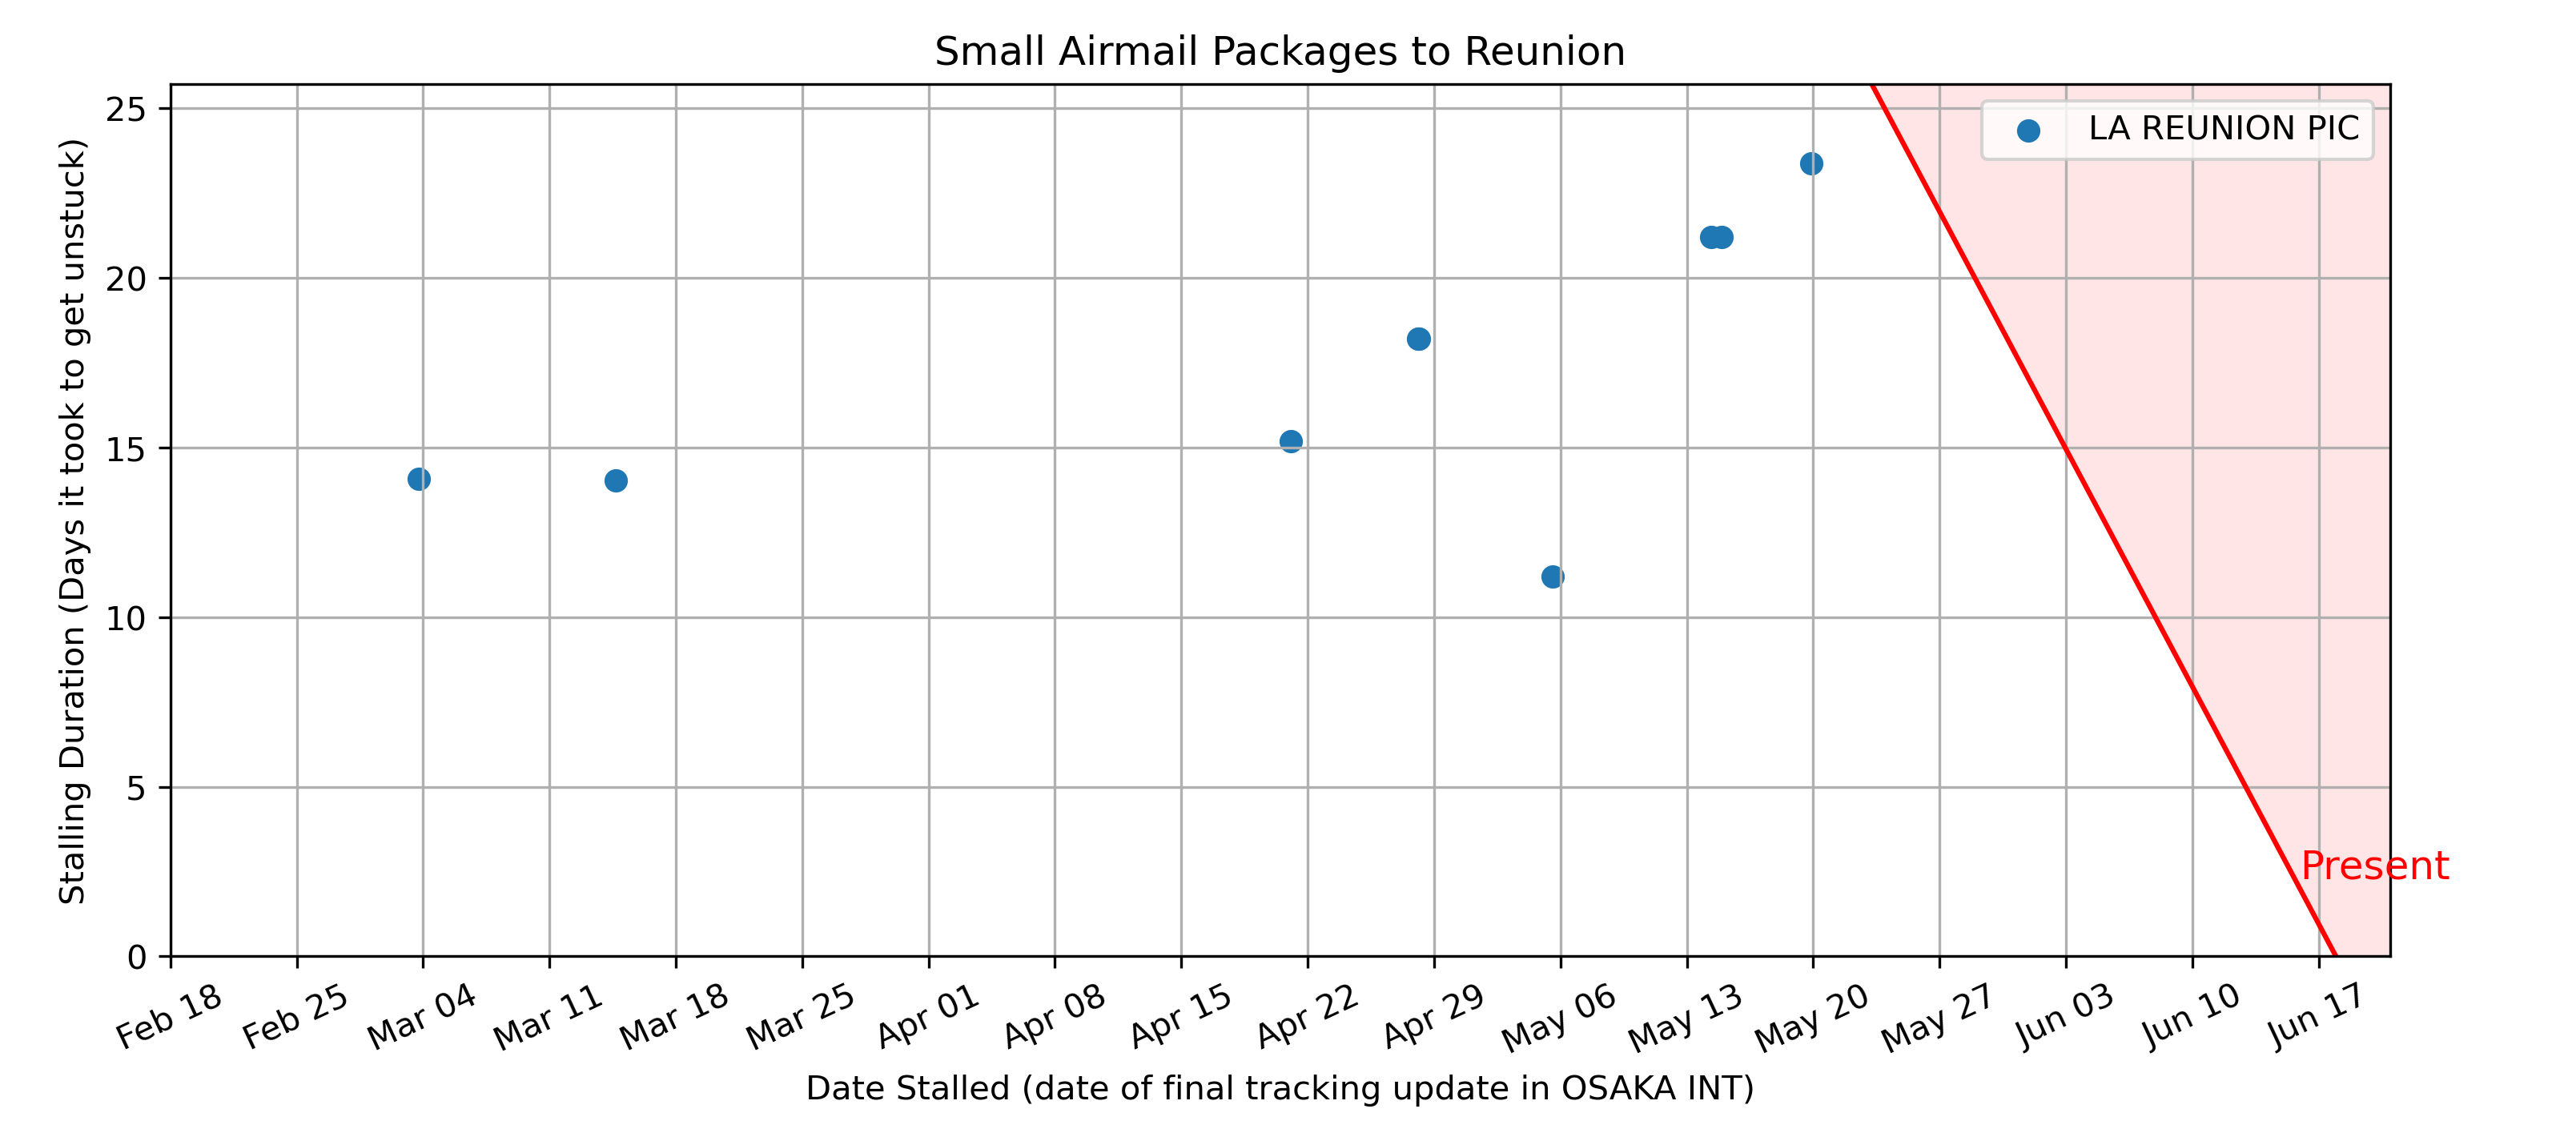 Small Airmail Packages to Reunion
Stalling Duration (Days it took to get unstuck)
25
20
15
10
5
0
LA REUNION PIC
Present
Feb 18
Feb 25
Mar 04
Mar 11
Mar 18
Mar 25
Apr 01
Apr 08
Apr 15
Apr 22
Apr 29
May 06
May 13
May 20
May 27
Jun 03
Jun 10
Jun 17
Date Stalled (date of final tracking update in OSAKA INT)